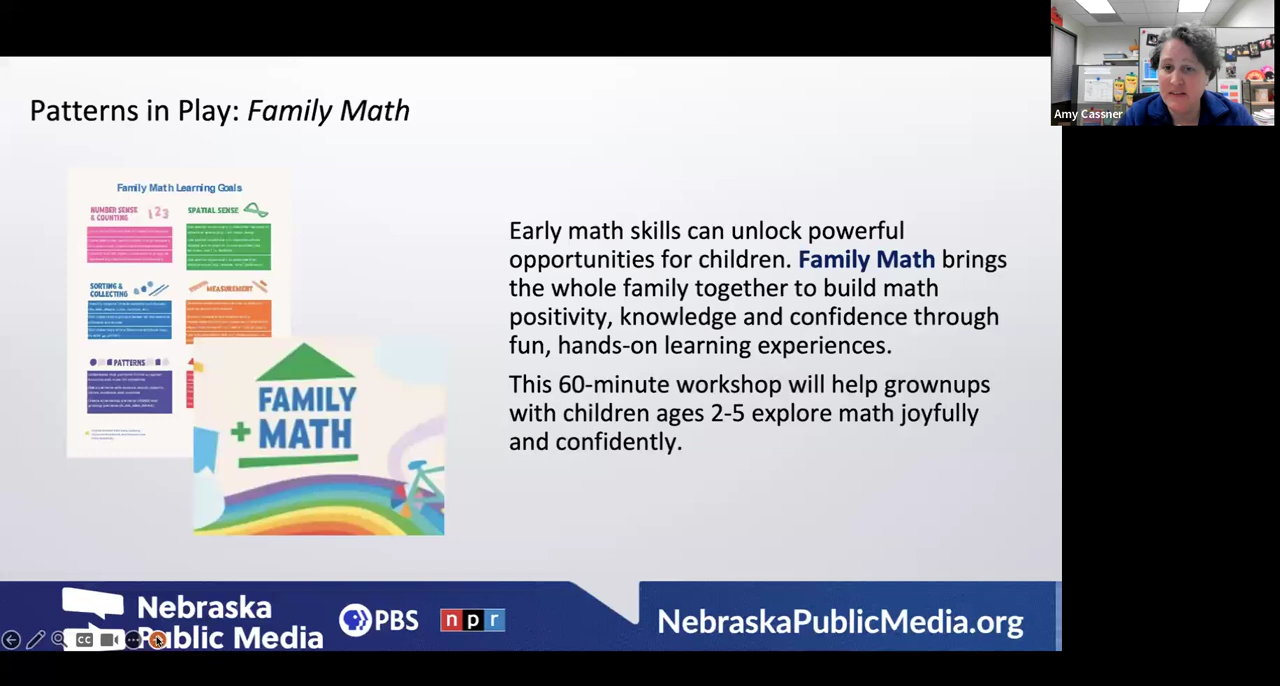 Patterns in Play: Family Math
Family Math Learning Goals
NUMBER SENSE
& COUNTING
123
SPATIAL SENSE
SORTING &
COLLECTING
MEASUREMENT
PATTERNS
FAMILY
+ MATH
Early math skills can unlock powerful
opportunities for children. Family Math brings
the whole family together to build math
positivity, knowledge and confidence through
fun, hands-on learning experiences.
This 60-minute workshop will help grownups
with children ages 2-5 explore math joyfully
and confidently.
Amy Cassner
Nebraska
Public Media
PBS
npr
NebraskaPublicMedia.org
CC